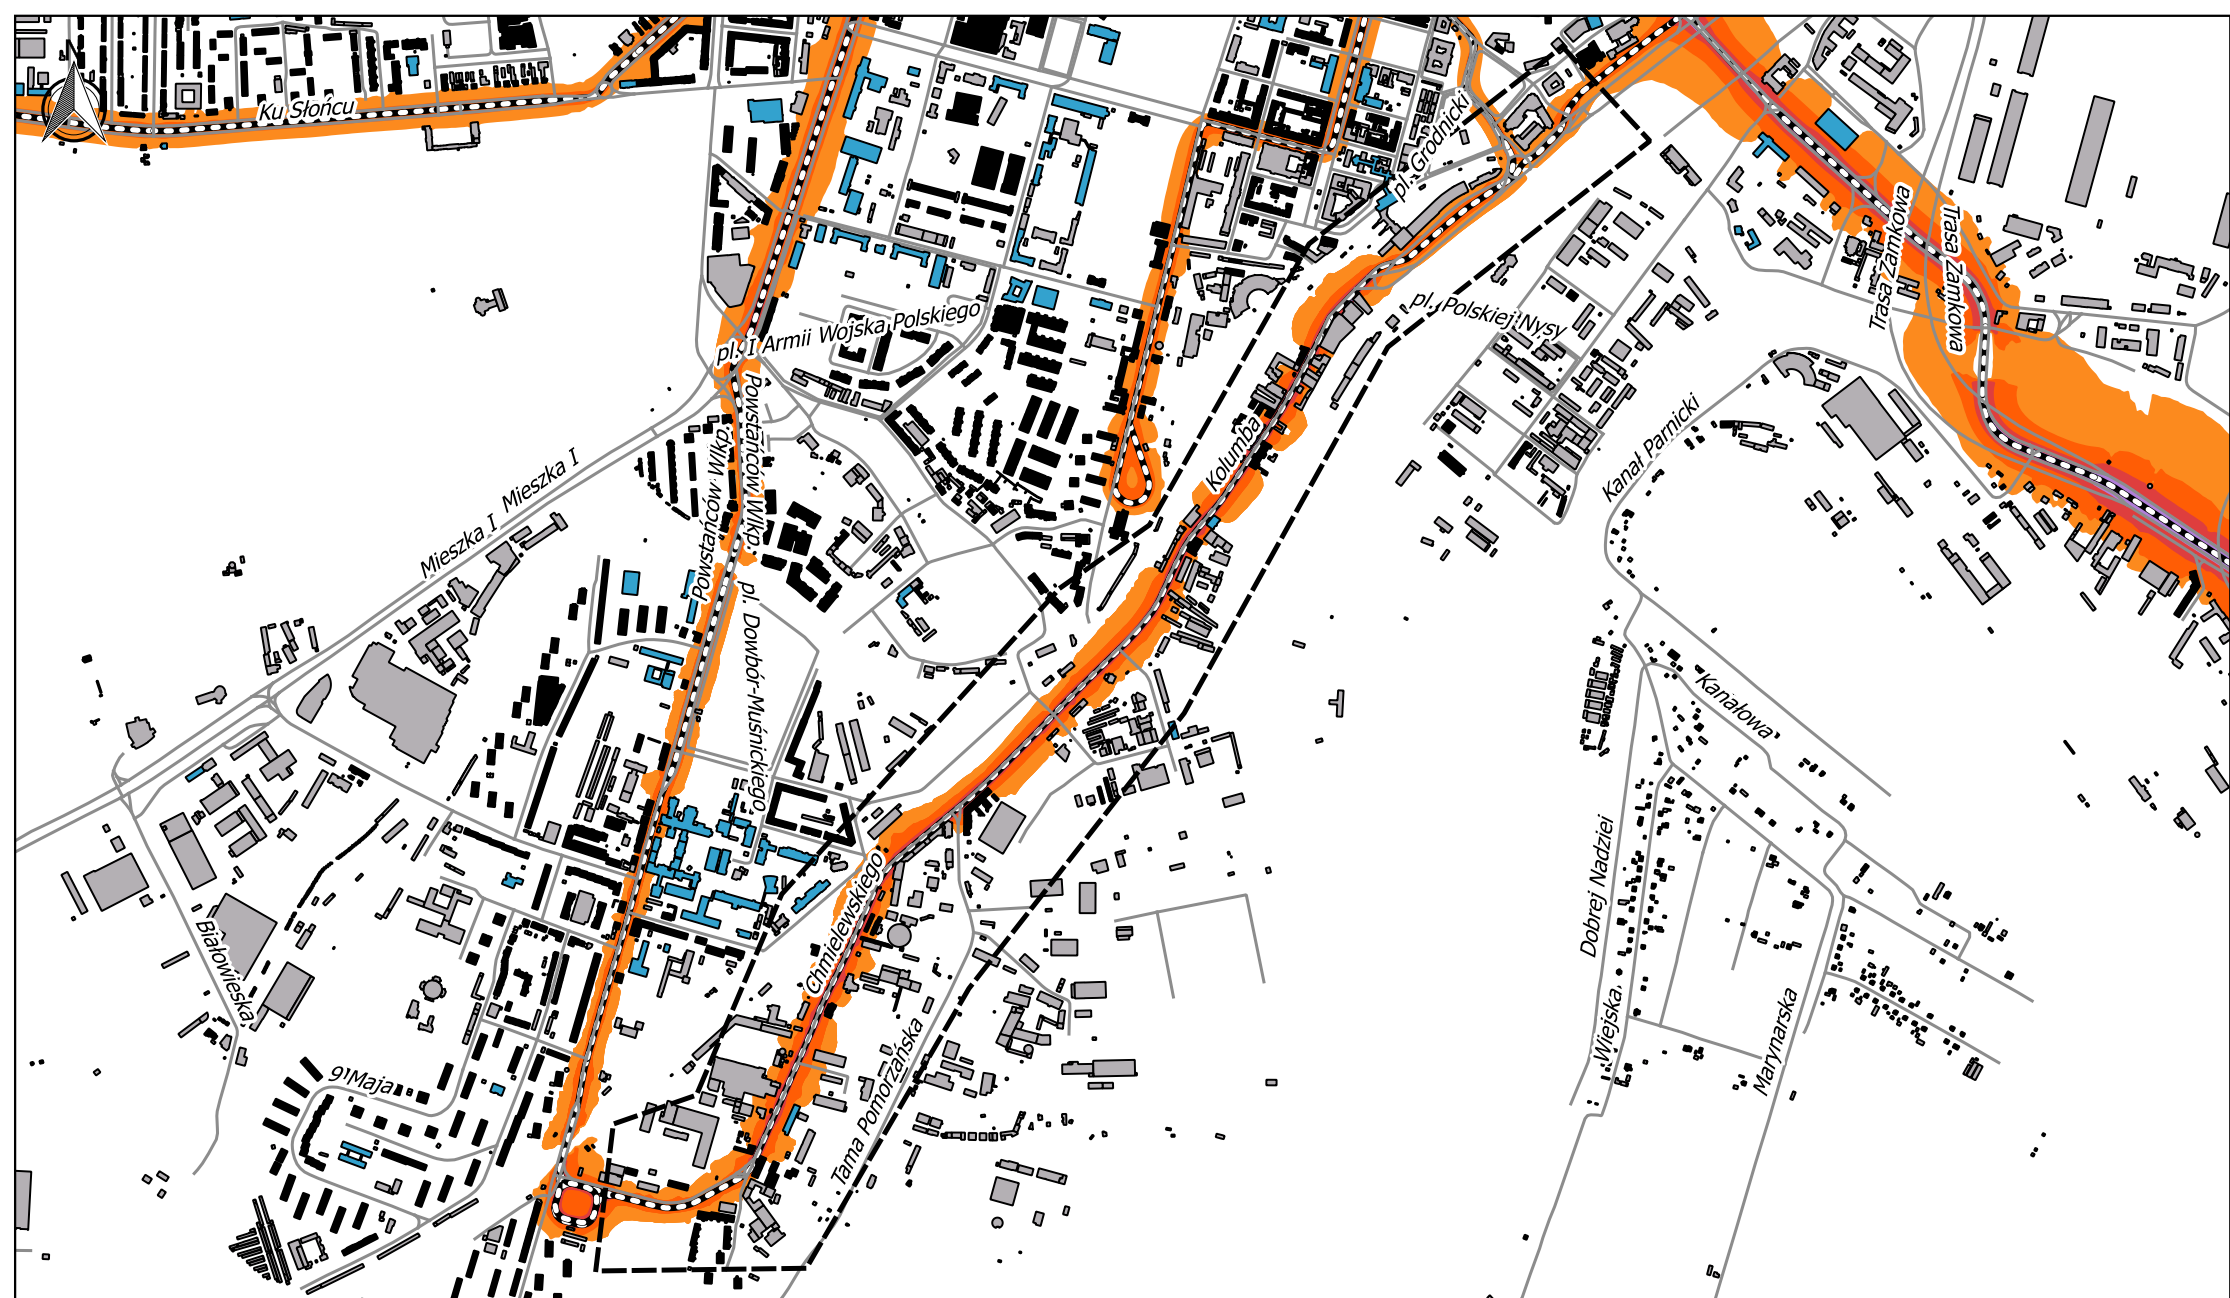 N
Ku Słońcu
pl. Grodnicki
Trasa Zamkowa
Trasa Zamkowa
pl. I Armii Wojska Polskiego
pl. Polskiej Nysy
Powstańców Wlkp.
Powstańców Wlkp.
Kolumba
Kanał Parnicki
Mieszka I
Mieszka I
pl. Dowbór-Muśnickiego
Kanałowa
Dobrej Nadziei
Chmielewskiego
Białowieska
Wiejska
Marynarska
Tama Pomorzańska
9 Maja